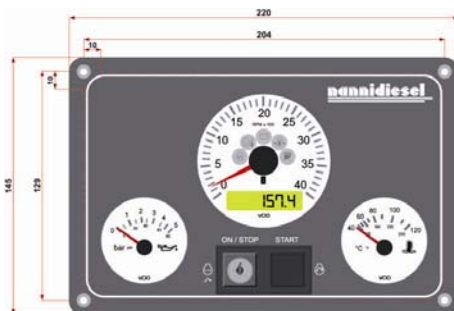 220
204
10
10
145
129
nannidiesel
0 5 10 15 20 25 30 35 40
RPM x 100
157.4
VDO
0 1 2 3 4 5
bar
VDO
ON / STOP START
40 60 80 100 120
°C
VDO